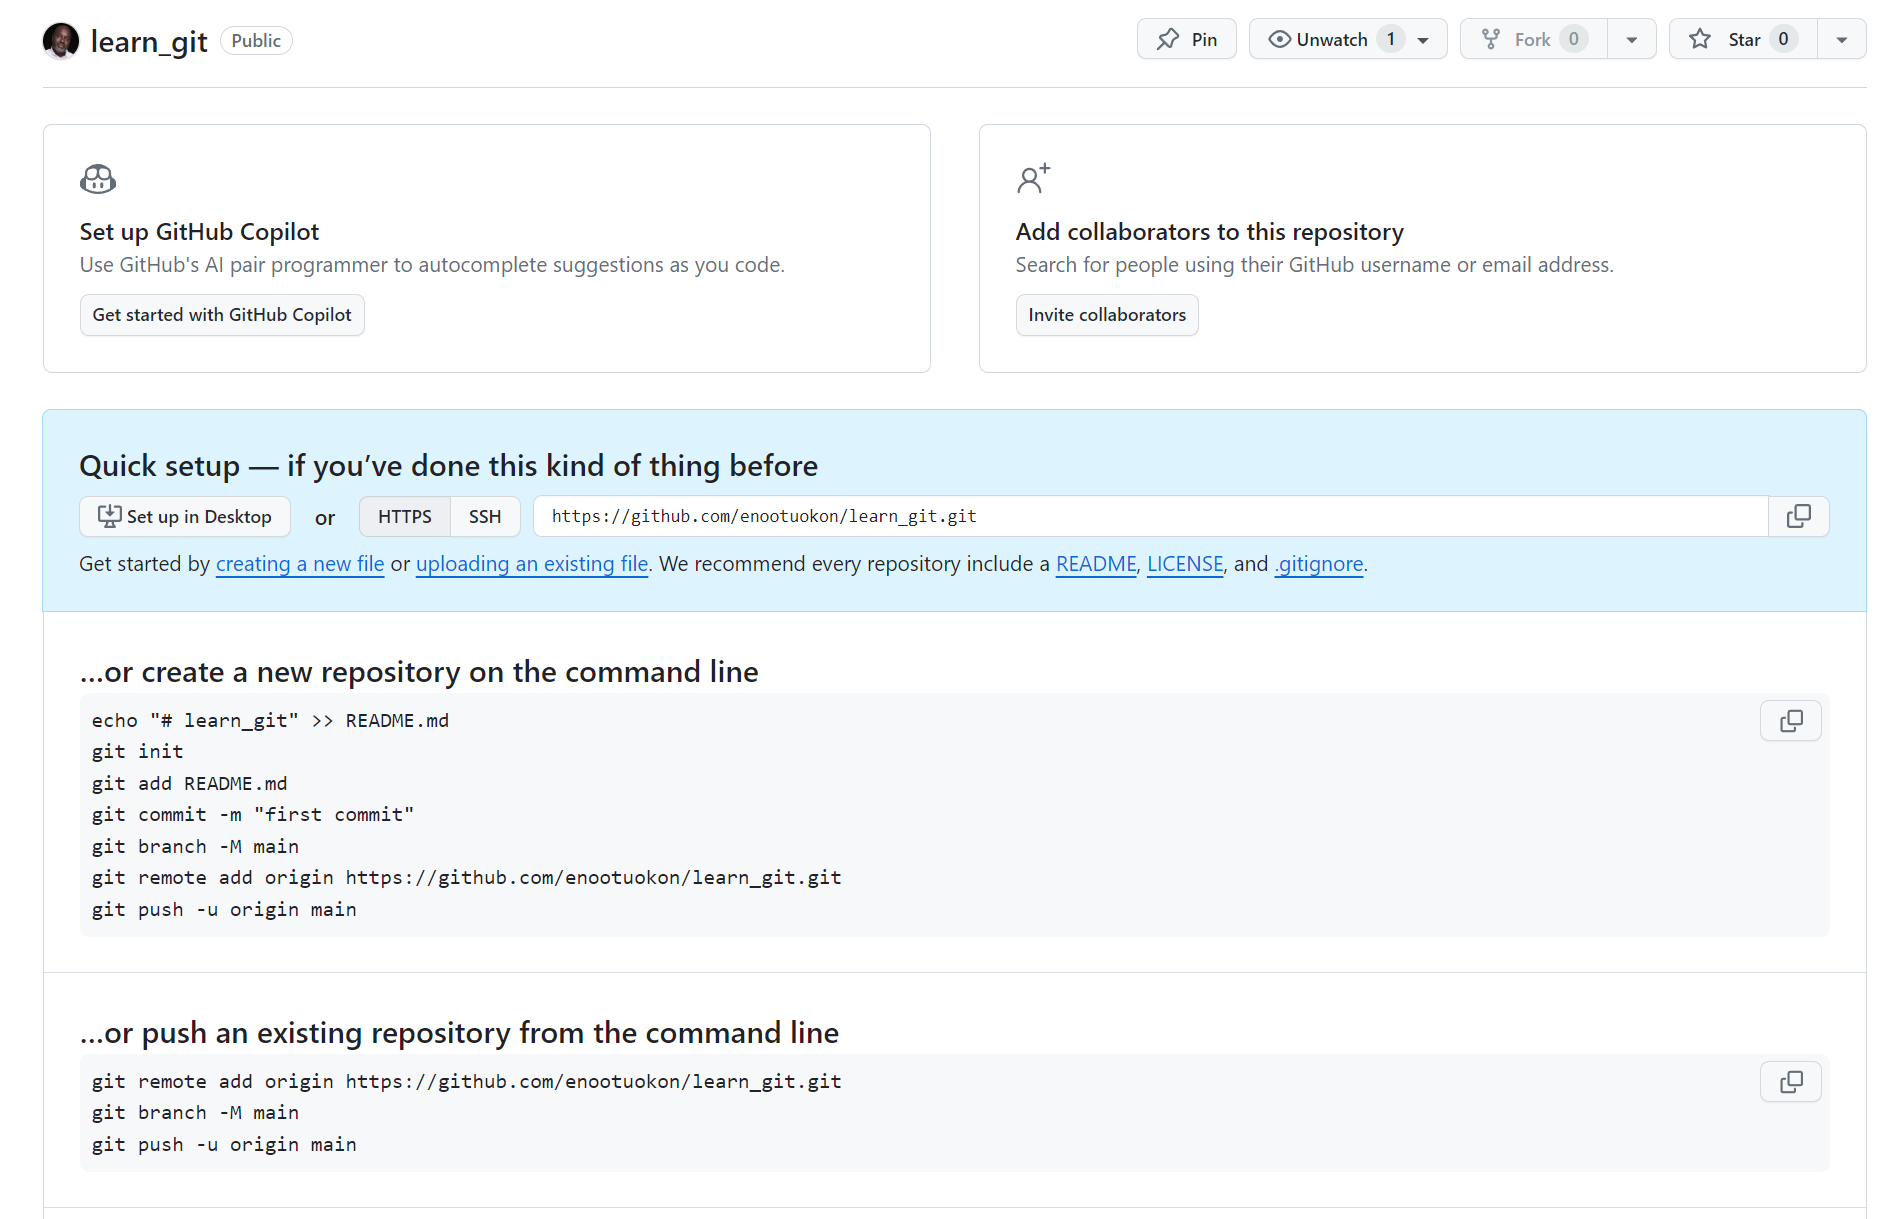 learn_git Public Pin Unwatch 1 Fork 0 Star 0
Set up GitHub Copilot
Use GitHub's AI pair programmer to autocomplete suggestions as you code.
Get started with GitHub Copilot
Add collaborators to this repository
Search for people using their GitHub username or email address.
Invite collaborators
Quick setup — if you’ve done this kind of thing before
Set up in Desktop or HTTPS SSH https://github.com/enootuokon/learn_git.git
Get started by creating a new file or uploading an existing file. We recommend every repository include a README, LICENSE, and .gitignore.
…or create a new repository on the command line
echo "# learn_git" >> README.md
git init
git add README.md
git commit -m "first commit"
git branch -M main
git remote add origin https://github.com/enootuokon/learn_git.git
git push -u origin main
…or push an existing repository from the command line
git remote add origin https://github.com/enootuokon/learn_git.git
git branch -M main
git push -u origin main